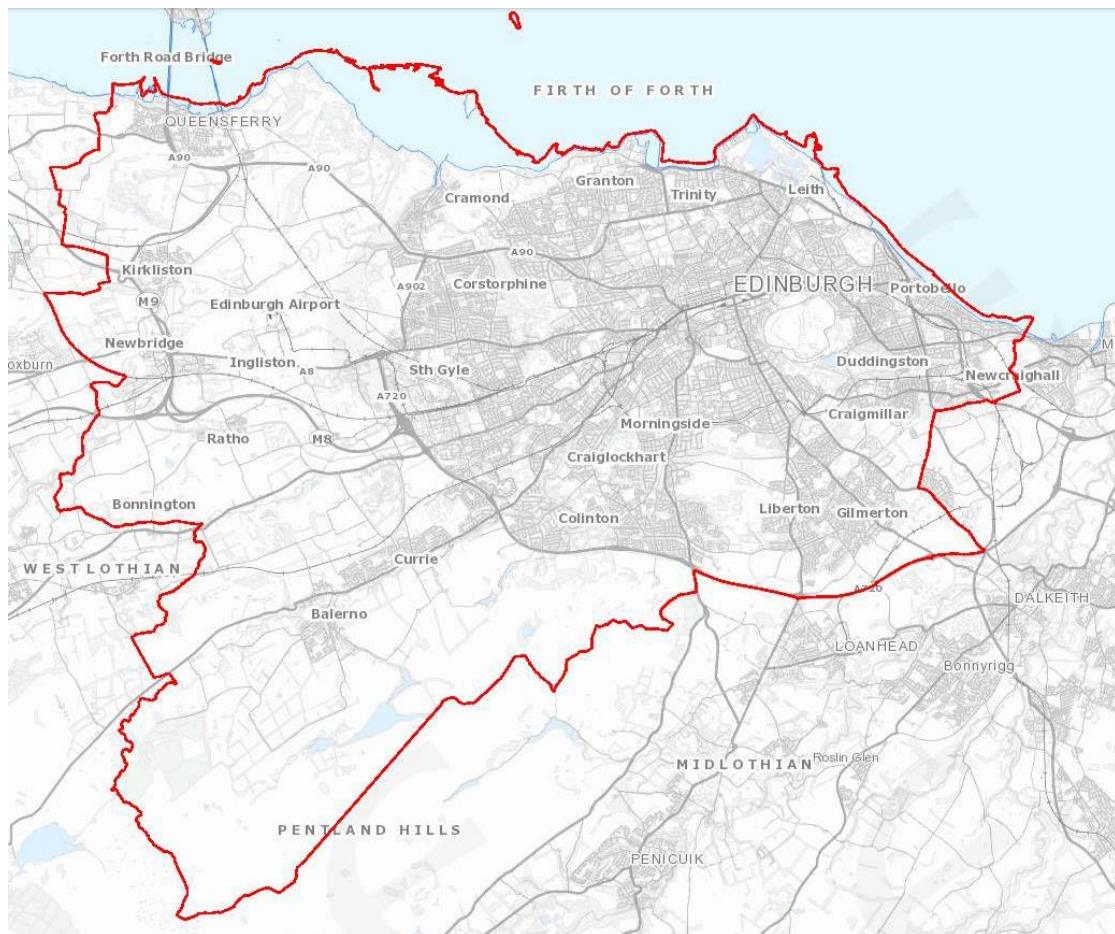 Forth Road Bridge
FIRTH OF FORTH
QUEENSFERRY
A90
A90
Granton
Cramond
Trinity
Leith
A90
Kirkliston
Corstorphine
EDINBURGH
A902
Portobello
M9
Edinburgh Airport
Newbridge
oxburn
Ingliston
A8
Sth Gyle
Duddingston
Newcraighall
M
A720
Craigmillar
Ratho
M8
Morningside
Craiglockhart
Bonnington
Colinton
Liberton
Gilmerton
WEST LOTHIAN
Currie
A720
DALKEITH
Balerno
LOANHEAD
Bonnyrigg
MIDLOTHIAN
Roslin Glen
PENTLAND HILLS
PENICUIK